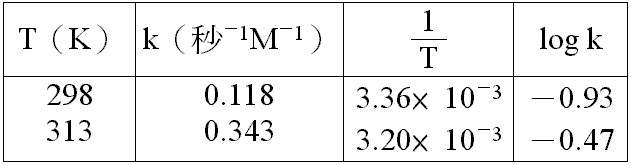 T（K） k（秒⁻¹M⁻¹） 1/T log k
298 0.118 3.36× 10⁻³ －0.93
313 0.343 3.20× 10⁻³ －0.47